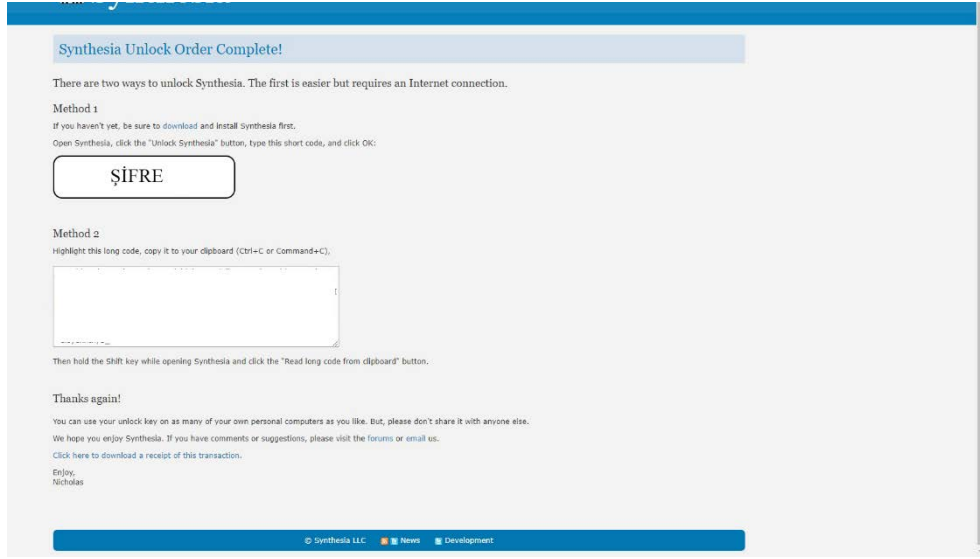 Synthesia Unlock Order Complete!
There are two ways to unlock Synthesia. The first is easier but requires an Internet connection.
Method 1
If you haven't yet, be sure to download and install Synthesia first.
Open Synthesia, click the "Unlock Synthesia" button, type this short code, and click OK:
ŞİFRE
Method 2
Highlight this long code, copy it to your clipboard (Ctrl+C or Command+C),
Then hold the Shift key while opening Synthesia and click the "Read long code from clipboard" button.
Thanks again!
You can use your unlock key on as many of your own personal computers as you like. But, please don't share it with anyone else.
We hope you enjoy Synthesia. If you have comments or suggestions, please visit the forums or email us.
Click here to download a receipt of this transaction.
Enjoy,
Nicholas
© Synthesia LLC News Development